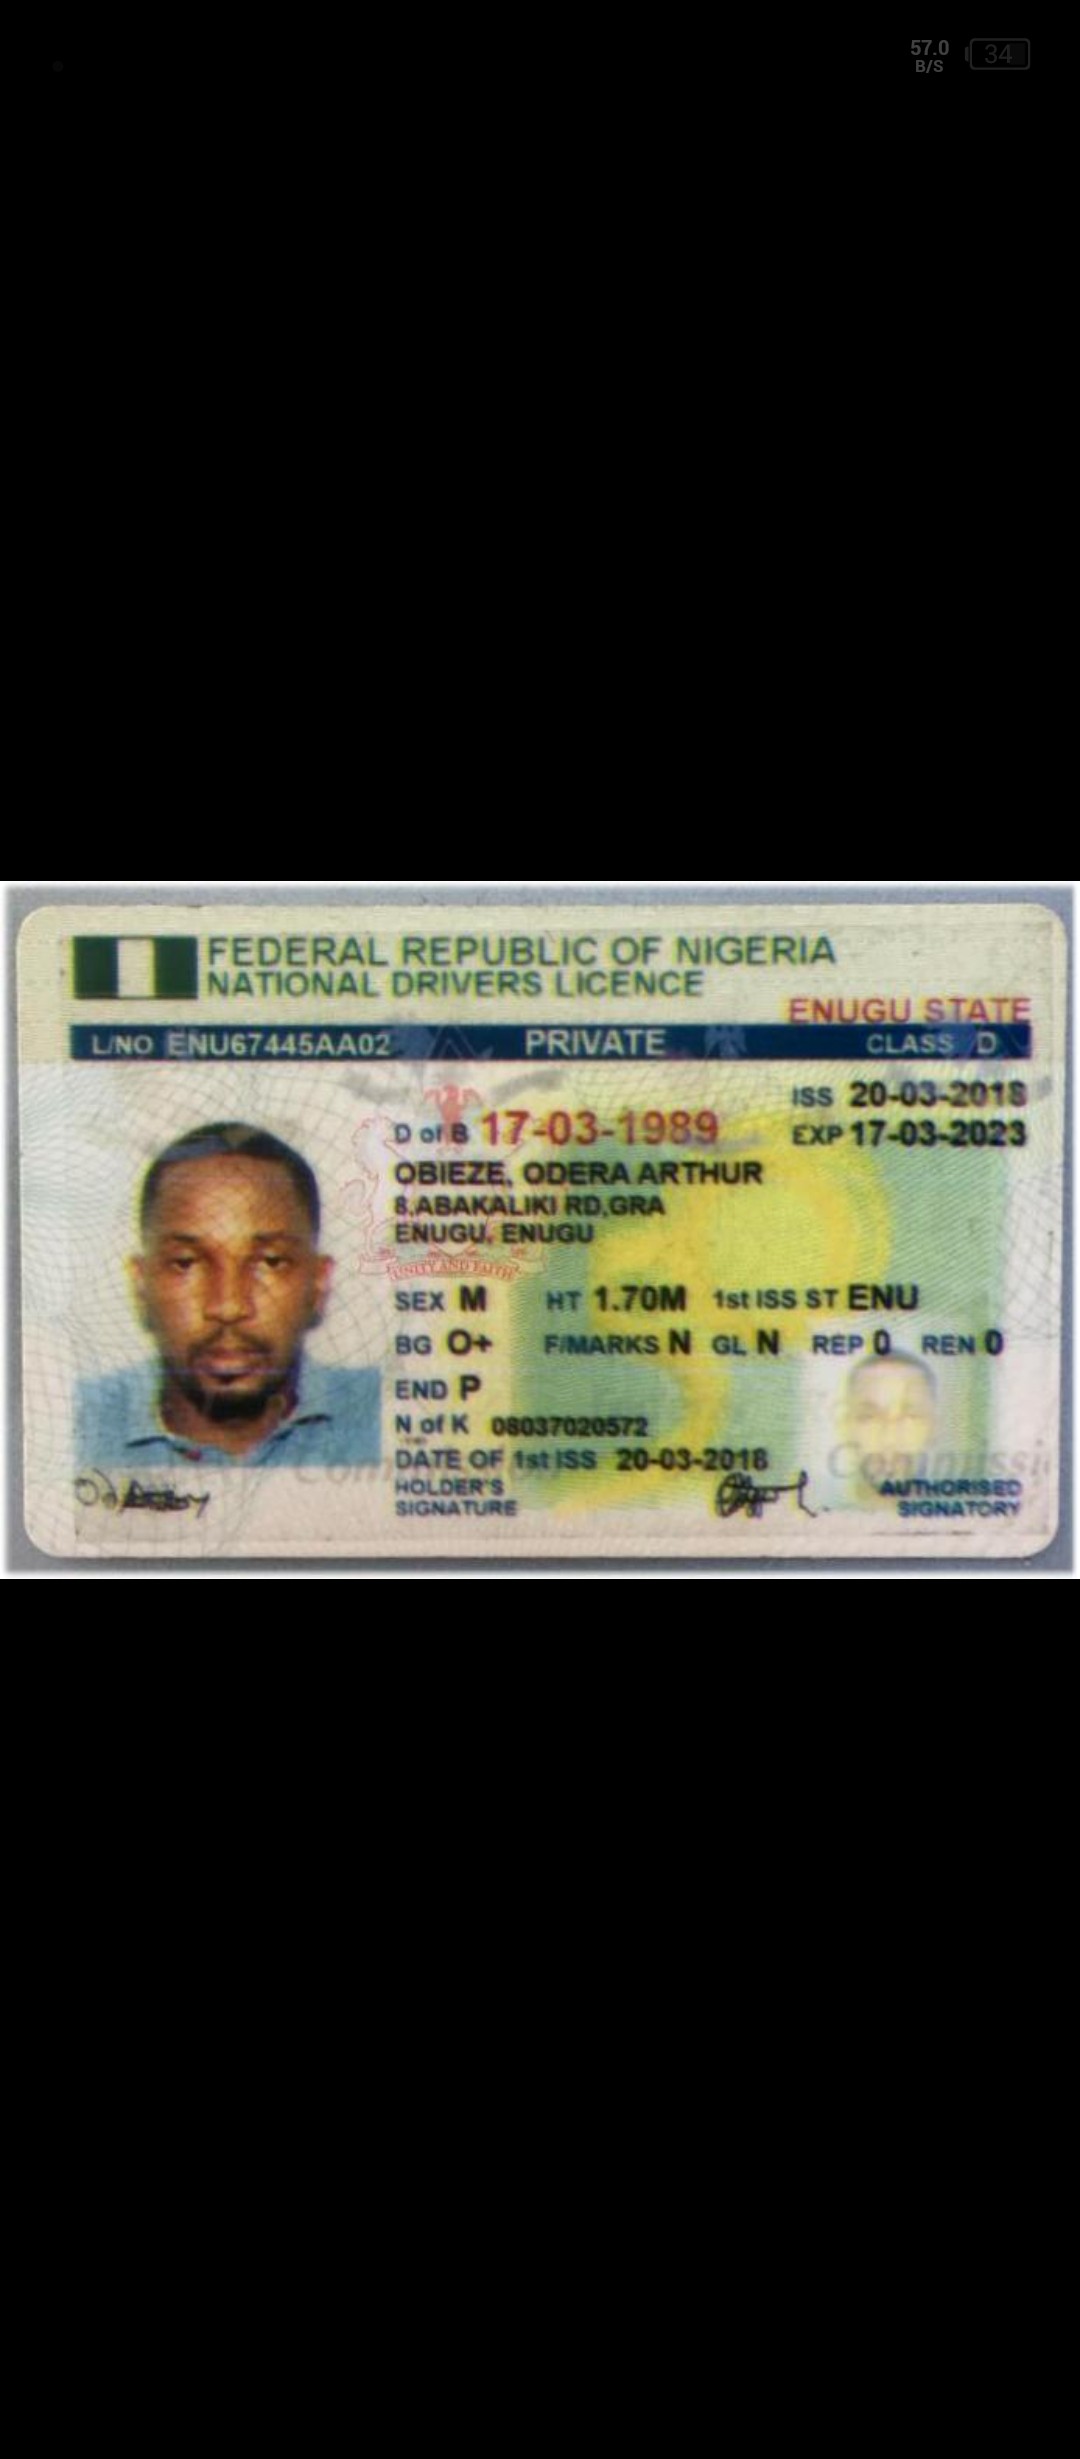 57.0
B/S
34
FEDERAL REPUBLIC OF NIGERIA
NATIONAL DRIVERS LICENCE
ENUGU STATE
L/NO ENU67445AA02 PRIVATE CLASS D
ISS 20-03-2018
D of B 17-03-1989 EXP 17-03-2023
OBIEZE, ODERA ARTHUR
8,ABAKALIKI RD,GRA
ENUGU, ENUGU
UNITY AND FAITH
SEX M HT 1.70M 1st ISS ST ENU
BG O+ F/MARKS N GL N REP 0 REN 0
END P
N of K 08037020572
DATE OF 1st ISS 20-03-2018
HOLDER'S
SIGNATURE
AUTHORISED
SIGNATORY